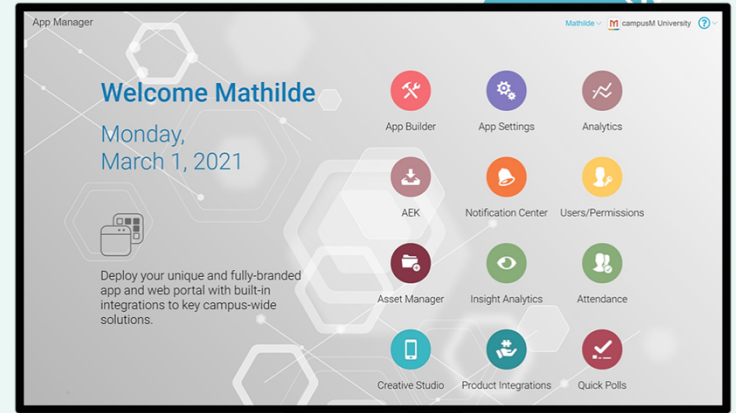 App Manager
Mathilde
campusM University
?
Welcome Mathilde
Monday,
March 1, 2021
Deploy your unique and fully-branded
app and web portal with built-in
integrations to key campus-wide
solutions.
App Builder
App Settings
Analytics
AEK
Notification Center
Users/Permissions
Asset Manager
Insight Analytics
Attendance
Creative Studio
Product Integrations
Quick Polls